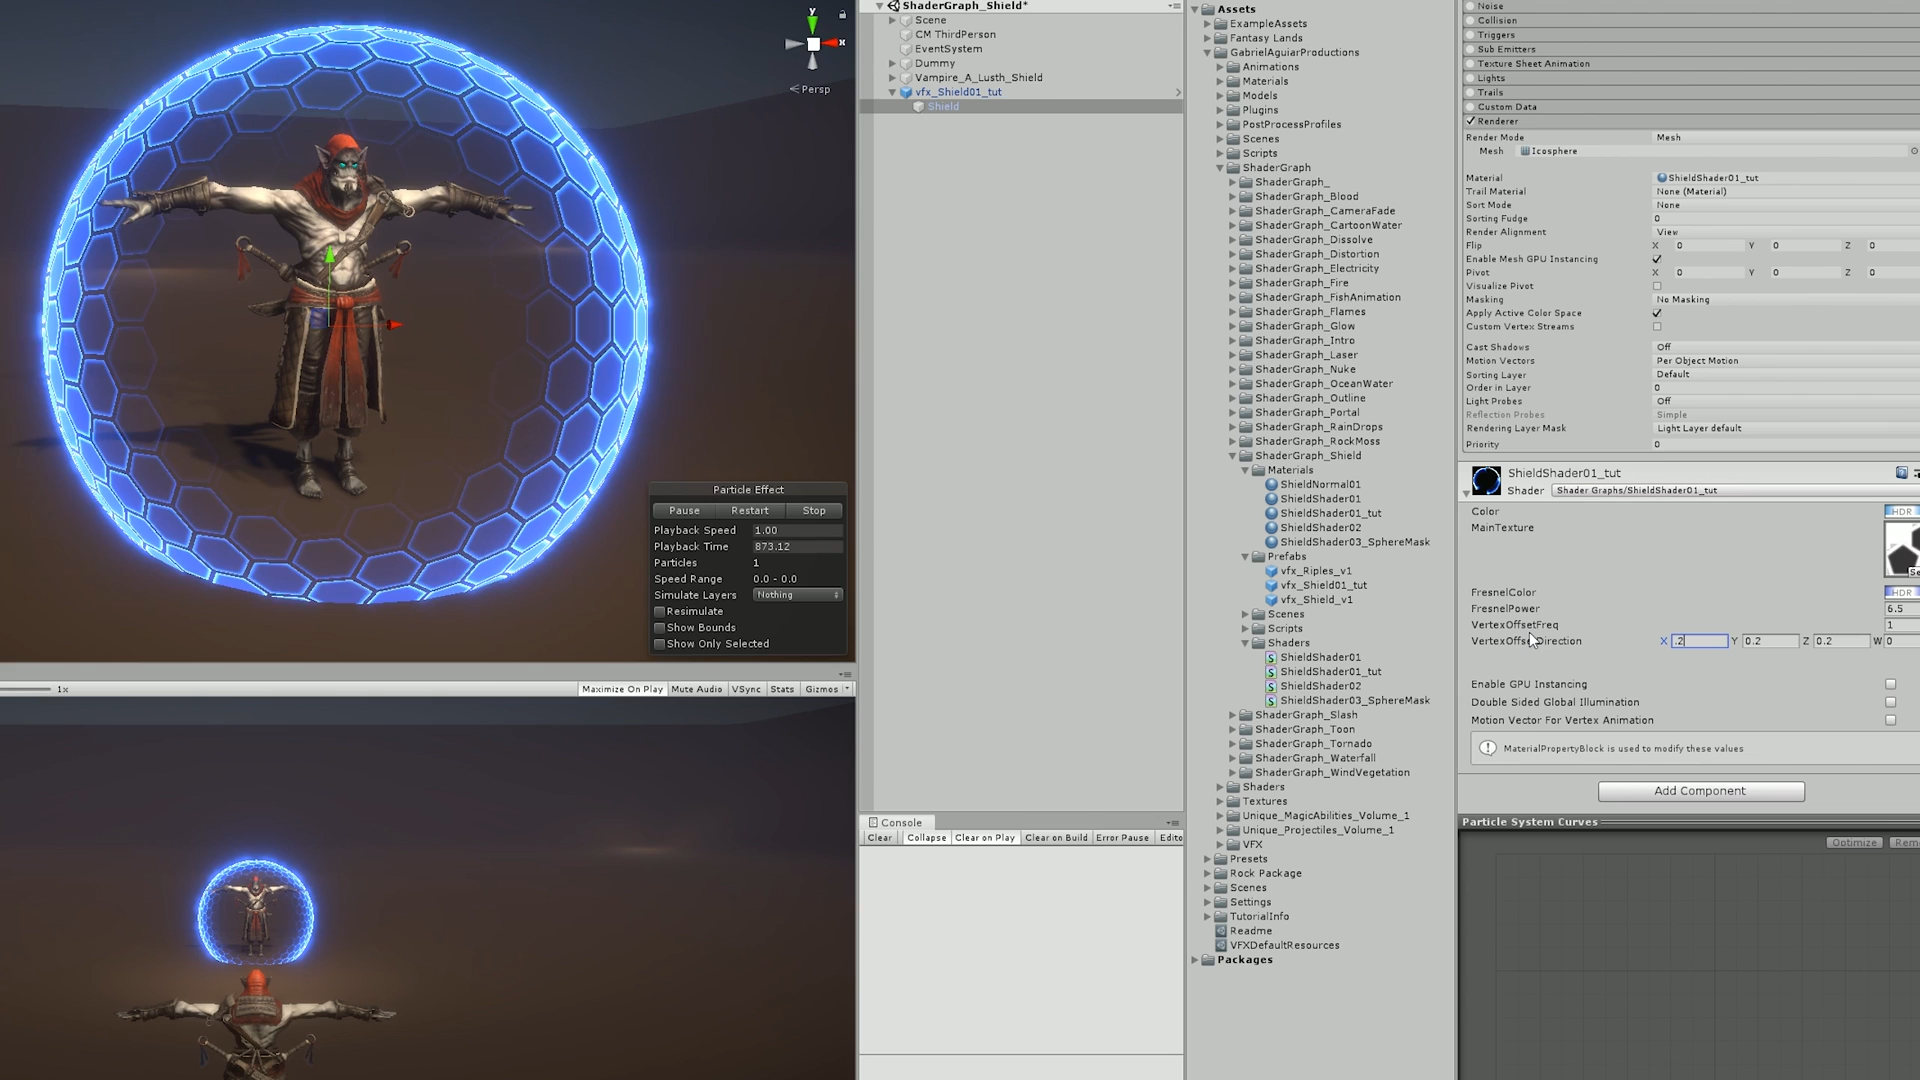 y
x
Persp
Particle Effect
Pause Restart Stop
Playback Speed 1.00
Playback Time 873.12
Particles 1
Speed Range 0.0 - 0.0
Simulate Layers Nothing
Resimulate
Show Bounds
Show Only Selected
1x Maximize On Play Mute Audio VSync Stats Gizmos
ShaderGraph_Shield*
Scene
CM ThirdPerson
EventSystem
Dummy
Vampire_A_Lusth_Shield
vfx_Shield01_tut
Shield
Console
Clear Collapse Clear on Play Clear on Build Error Pause Edito
Assets
ExampleAssets
Fantasy Lands
GabrielAguiarProductions
Animations
Materials
Models
Plugins
PostProcessProfiles
Scenes
Scripts
ShaderGraph
ShaderGraph_
ShaderGraph_Blood
ShaderGraph_CameraFade
ShaderGraph_CartoonWater
ShaderGraph_Dissolve
ShaderGraph_Distortion
ShaderGraph_Electricity
ShaderGraph_Fire
ShaderGraph_FishAnimation
ShaderGraph_Flames
ShaderGraph_Glow
ShaderGraph_Intro
ShaderGraph_Laser
ShaderGraph_Nuke
ShaderGraph_OceanWater
ShaderGraph_Outline
ShaderGraph_Portal
ShaderGraph_RainDrops
ShaderGraph_RockMoss
ShaderGraph_Shield
Materials
ShieldNormal01
ShieldShader01
ShieldShader01_tut
ShieldShader02
ShieldShader03_SphereMask
Prefabs
vfx_Riples_v1
vfx_Shield01_tut
vfx_Shield_v1
Scenes
Scripts
Shaders
ShieldShader01
ShieldShader01_tut
ShieldShader02
ShieldShader03_SphereMask
ShaderGraph_Slash
ShaderGraph_Toon
ShaderGraph_Tornado
ShaderGraph_Waterfall
ShaderGraph_WindVegetation
Shaders
Textures
Unique_MagicAbilities_Volume_1
Unique_Projectiles_Volume_1
VFX
Presets
Rock Package
Scenes
Settings
TutorialInfo
Readme
VFXDefaultResources
Packages
Noise
Collision
Triggers
Sub Emitters
Texture Sheet Animation
Lights
Trails
Custom Data
Renderer
Render Mode Mesh
Mesh Icosphere
Material ShieldShader01_tut
Trail Material None (Material)
Sort Mode None
Sorting Fudge 0
Render Alignment View
Flip X 0 Y 0 Z 0
Enable Mesh GPU Instancing
Pivot X 0 Y 0 Z 0
Visualize Pivot
Masking No Masking
Apply Active Color Space
Custom Vertex Streams
Cast Shadows Off
Motion Vectors Per Object Motion
Sorting Layer Default
Order in Layer 0
Light Probes Off
Reflection Probes Simple
Rendering Layer Mask Light Layer default
Priority 0
ShieldShader01_tut
Shader Shader Graphs/ShieldShader01_tut
Color HDR
MainTexture
Se
FresnelColor HDR
FresnelPower 6.5
VertexOffsetFreq 1
VertexOffsetDirection X .2 Y 0.2 Z 0.2 W 0
Enable GPU Instancing
Double Sided Global Illumination
Motion Vector For Vertex Animation
MaterialPropertyBlock is used to modify these values
Add Component
Particle System Curves
Optimize Rem